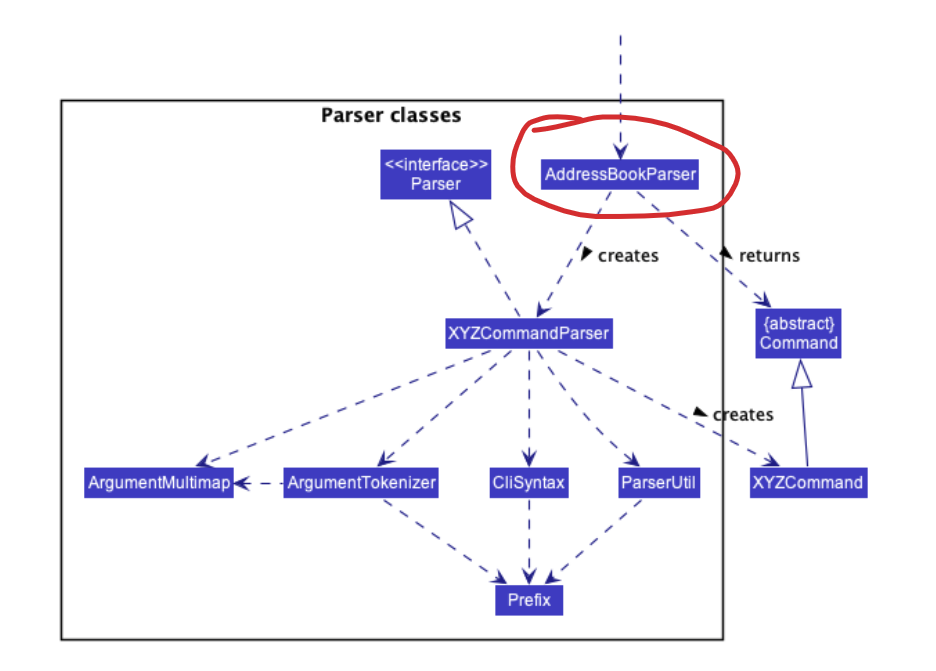 Parser classes
<<interface>>
Parser
AddressBookParser
creates
returns
XYZCommandParser
{abstract}
Command
creates
ArgumentMultimap
ArgumentTokenizer
CliSyntax
ParserUtil
XYZCommand
Prefix